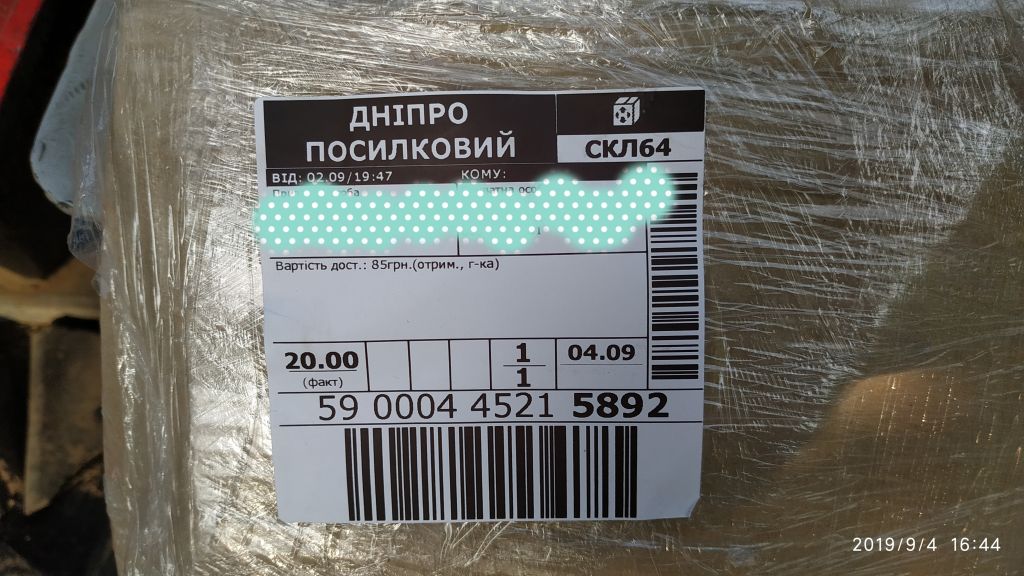 ДНІПРО
ПОСИЛКОВИЙ
СКЛ64
ВІД: 02.09/19:47 КОМУ:
Вартість дост.: 85грн.(отрим., г-ка)
20.00
(факт)
1
1
04.09
59 0004 4521 5892
2019/9/4 16:44